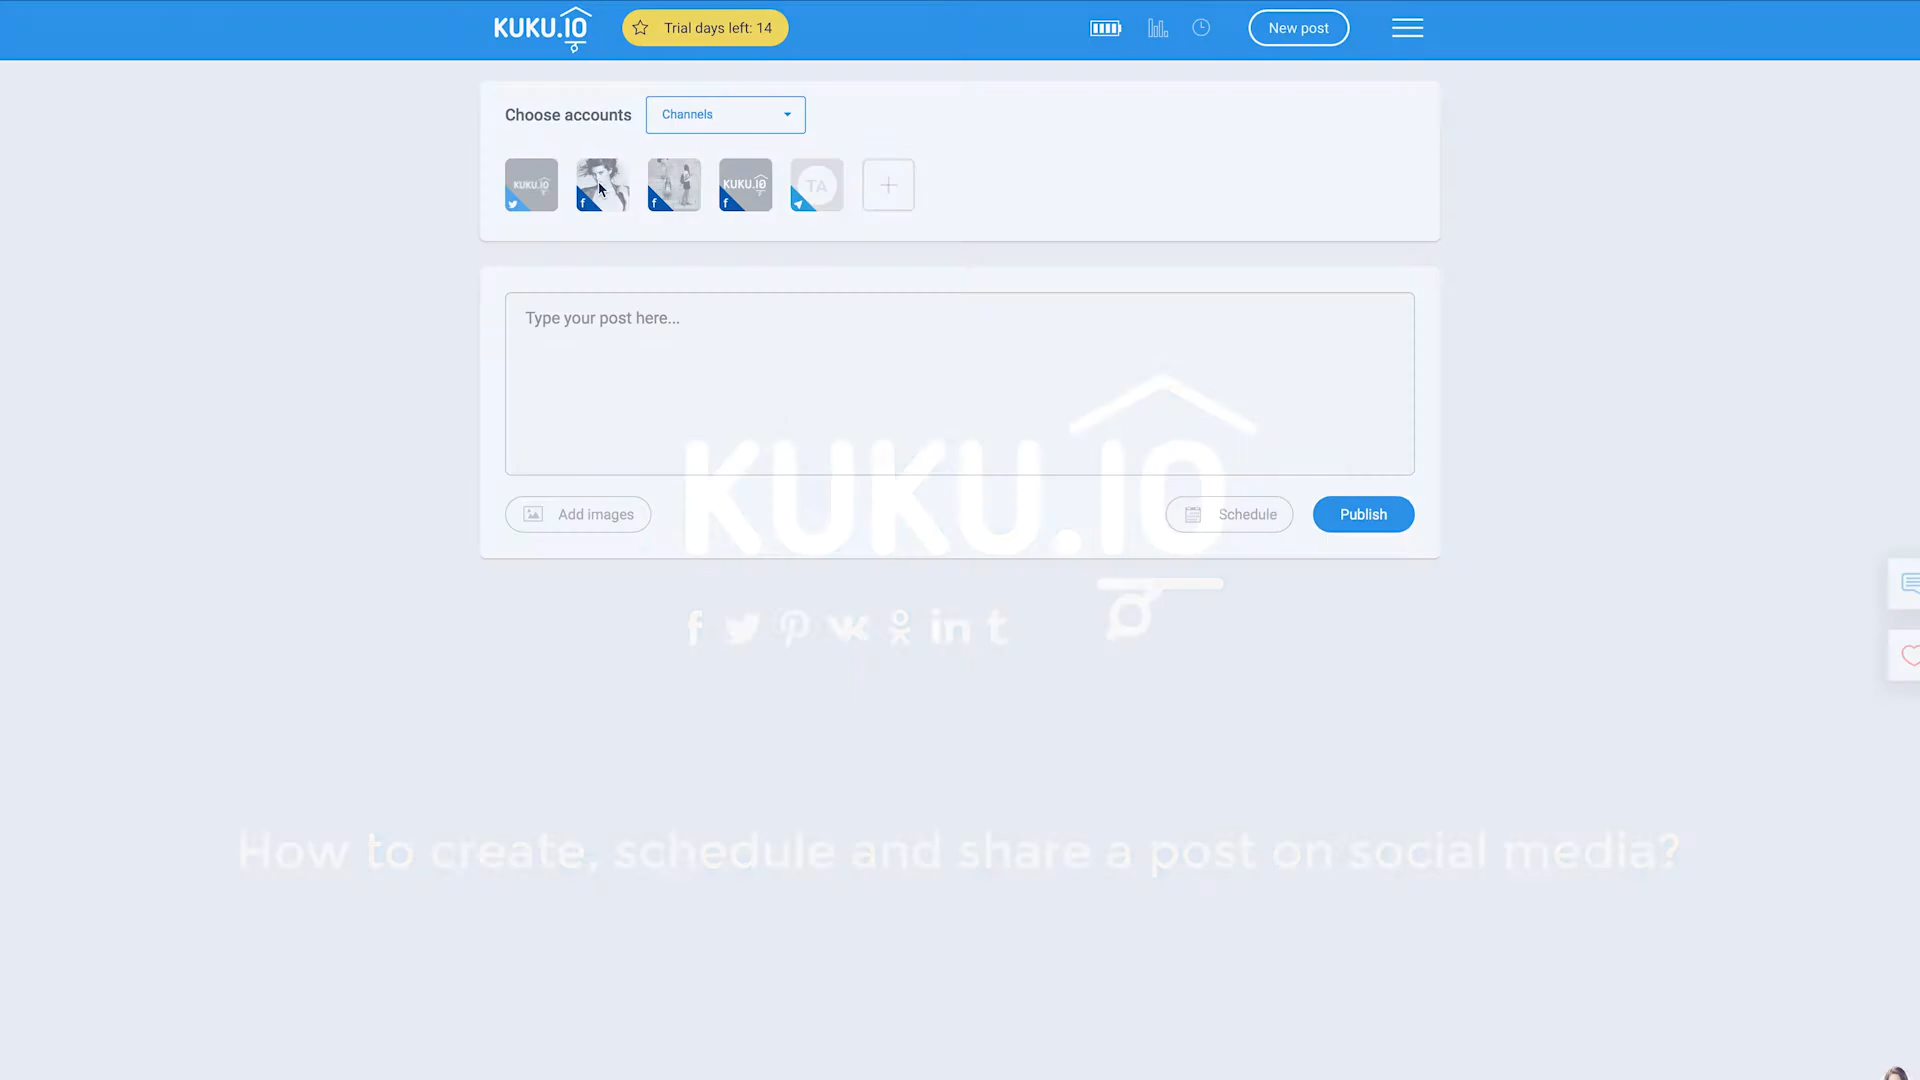 KUKU.IO
Trial days left: 14
New post
Choose accounts
Channels
KUKU.IO
KUKU.IO
TA
Type your post here...
KUKU.IO
Add images
Schedule
Publish
How to create, schedule and share a post on social media?